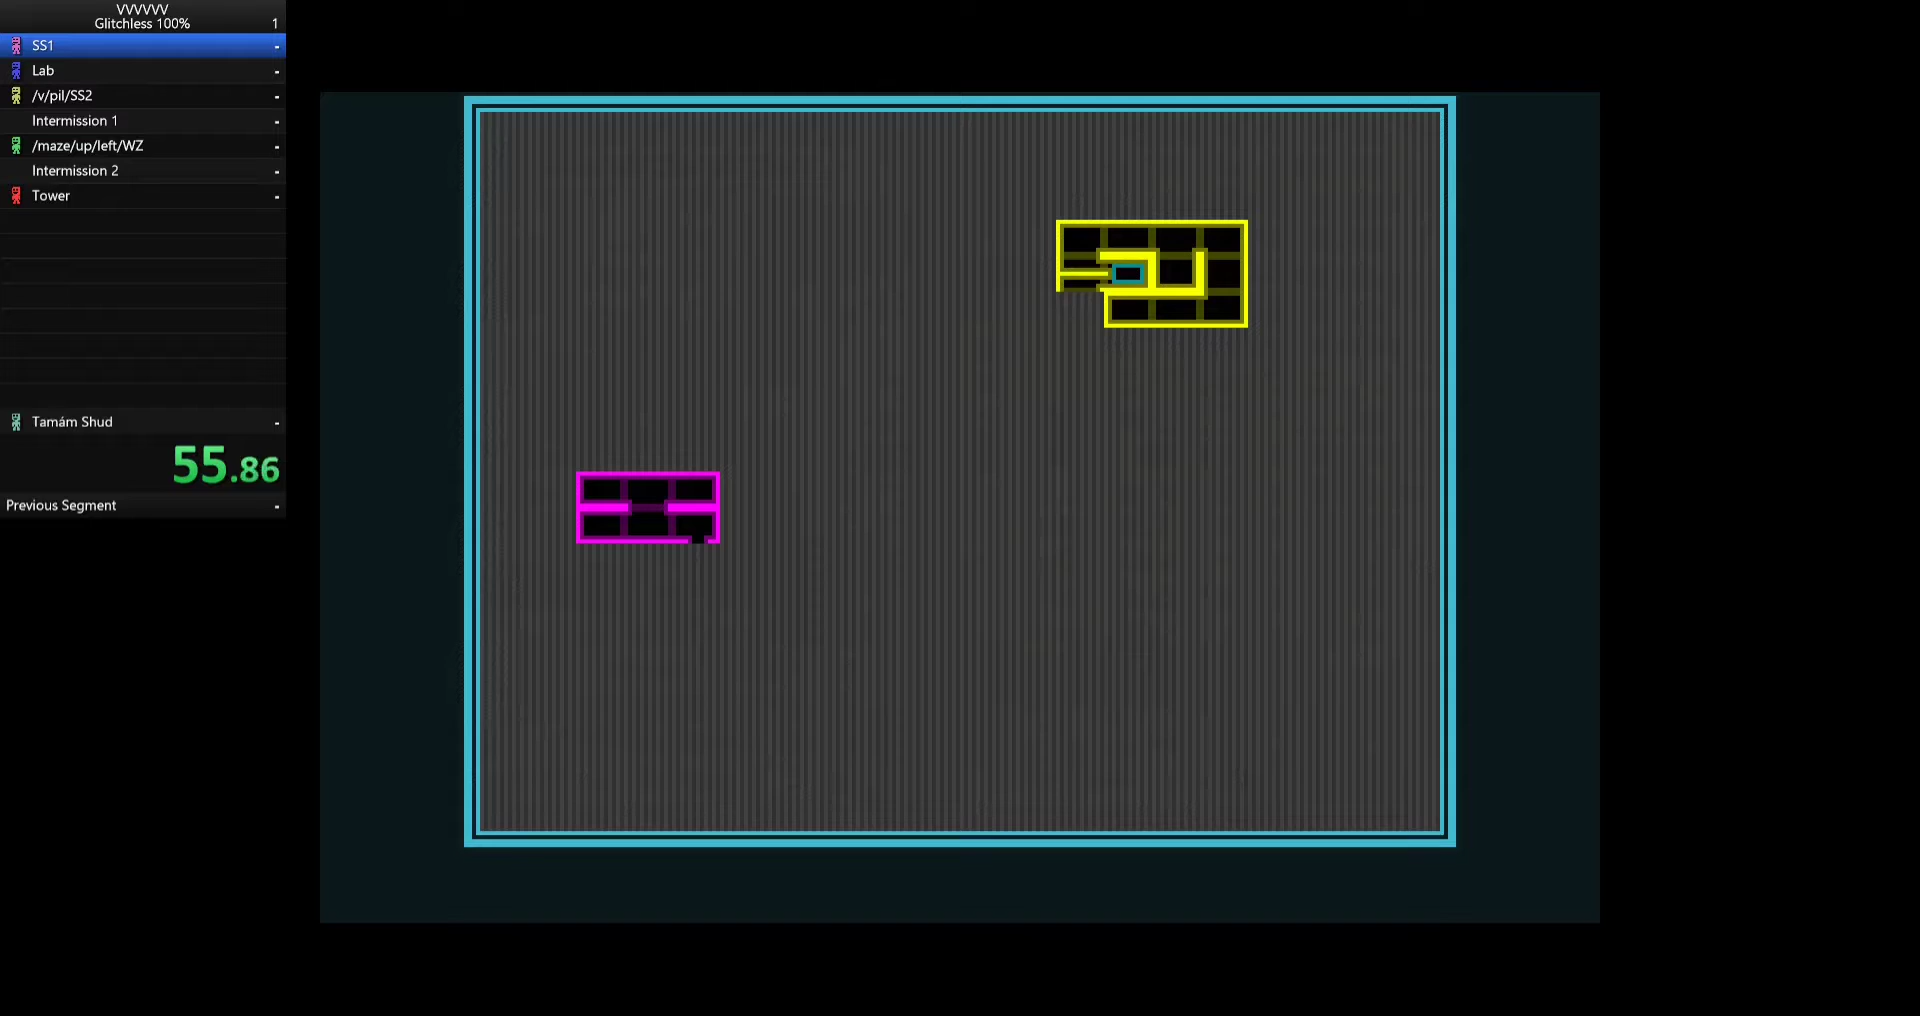 VVVVVV
Glitchless 100% 1
SS1 -
Lab -
/v/pil/SS2 -
Intermission 1 -
/maze/up/left/WZ -
Intermission 2 -
Tower -
Tamám Shud -
55.86
Previous Segment -